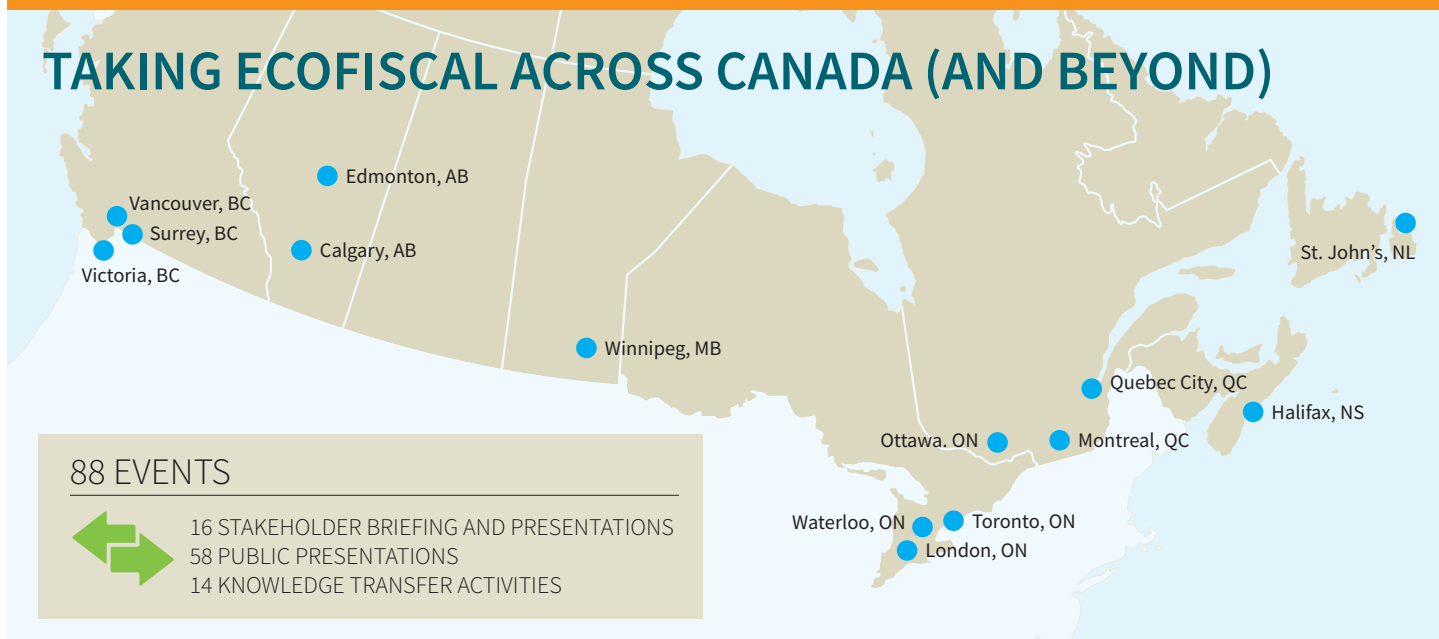 TAKING ECOFISCAL ACROSS CANADA (AND BEYOND)
Edmonton, AB
Vancouver, BC
Surrey, BC
Calgary, AB
Victoria, BC
St. John’s, NL
Winnipeg, MB
Quebec City, QC
Halifax, NS
Ottawa. ON
Montreal, QC
Waterloo, ON
Toronto, ON
London, ON
88 EVENTS
16 STAKEHOLDER BRIEFING AND PRESENTATIONS
58 PUBLIC PRESENTATIONS
14 KNOWLEDGE TRANSFER ACTIVITIES